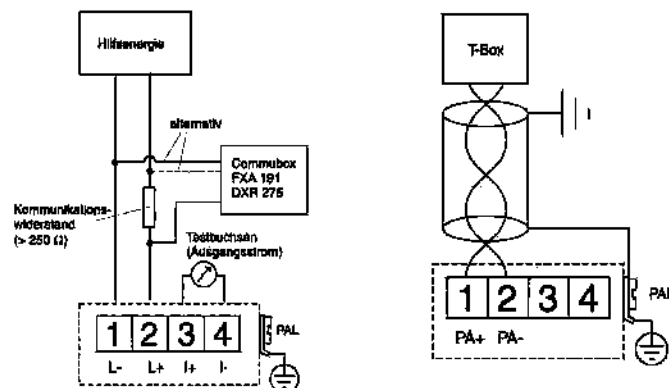 Hilfsenergie
alternativ
Commubox
FXA 191
DXR 275
Kommunikations-
widerstand
(> 250 Ω)
Testbuchsen
(Ausgangsstrom)
1 2 3 4
PAL
L- L+ I+ I-
T-Box
1 2 3 4
PAL
PA+ PA-